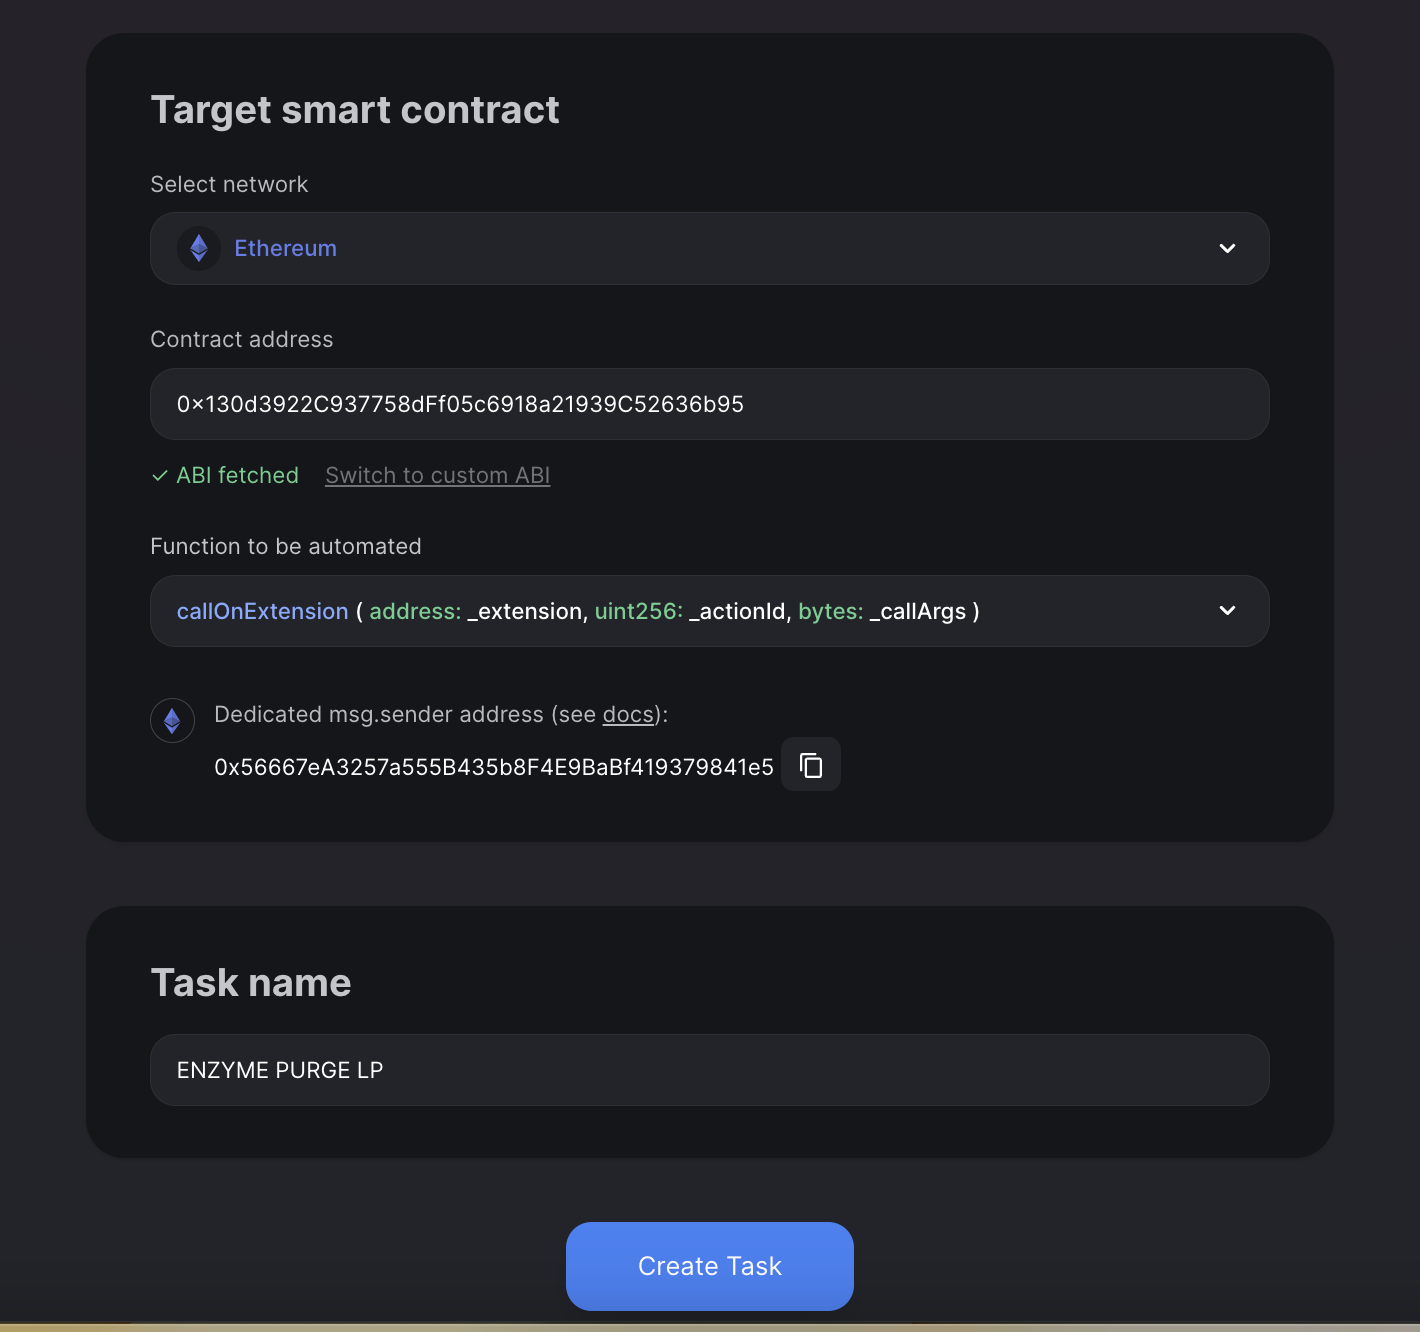 Target smart contract
Select network
Ethereum
Contract address
0×130d3922C937758dFf05c6918a21939C52636b95
ABI fetched Switch to custom ABI
Function to be automated
callOnExtension ( address: _extension, uint256: _actionId, bytes: _callArgs )
Dedicated msg.sender address (see docs):
0x56667eA3257a555B435b8F4E9BaBf419379841e5
Task name
ENZYME PURGE LP
Create Task